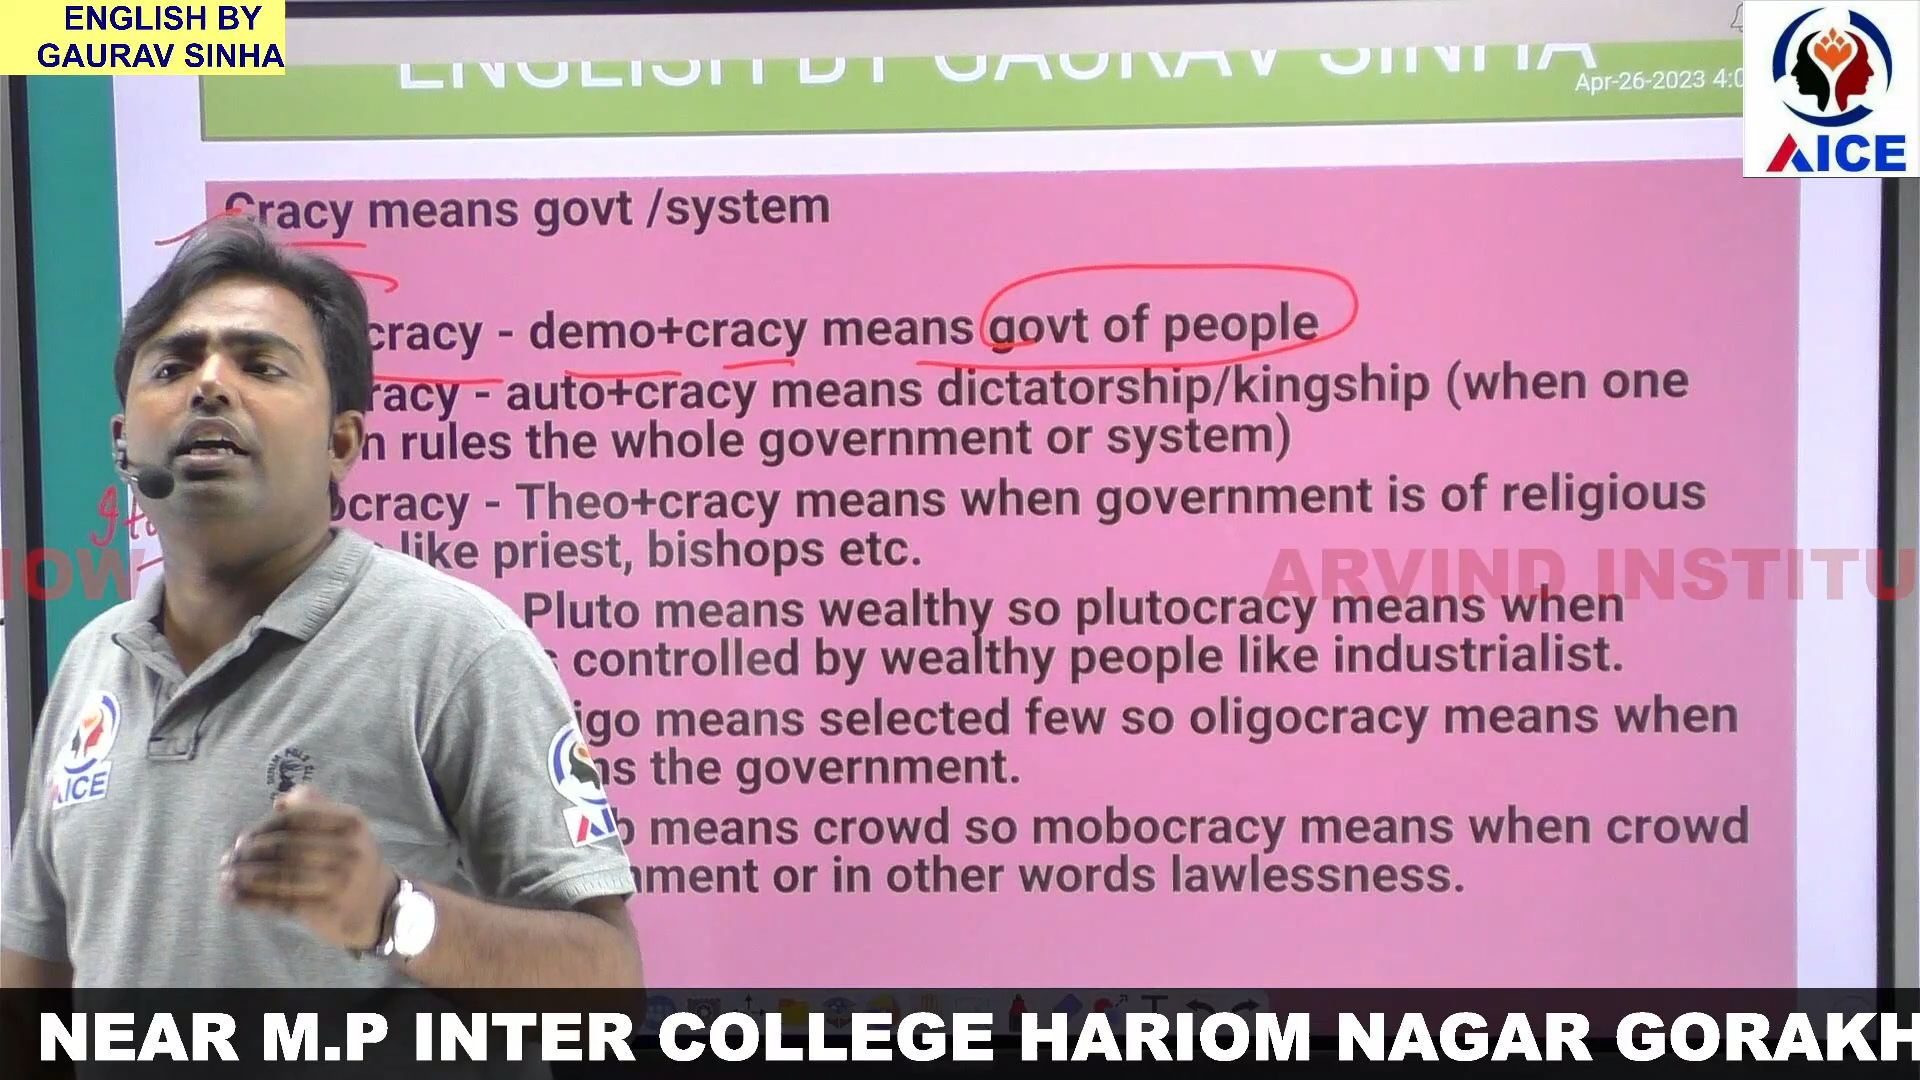 ENGLISH BY
GAURAV SINHA
ENGLISH BY GAURAV SINHA
Apr-26-2023 4:0
AICE
Cracy means govt /system
cracy - demo+cracy means govt of people
racy - auto+cracy means dictatorship/kingship (when one
n rules the whole government or system)
ocracy - Theo+cracy means when government is of religious
like priest, bishops etc.
ARVIND INSTITU
Pluto means wealthy so plutocracy means when
s controlled by wealthy people like industrialist.
igo means selected few so oligocracy means when
ns the government.
b means crowd so mobocracy means when crowd
nment or in other words lawlessness.
AICE
NEAR M.P INTER COLLEGE HARIOM NAGAR GORAKH